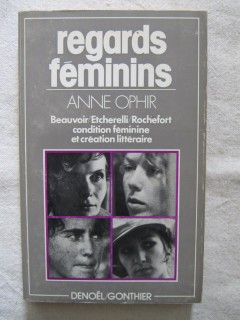 regards
féminins
ANNE OPHIR
Beauvoir/Etcherelli/Rochefort
condition féminine
et création littéraire
DENOËL/GONTHIER